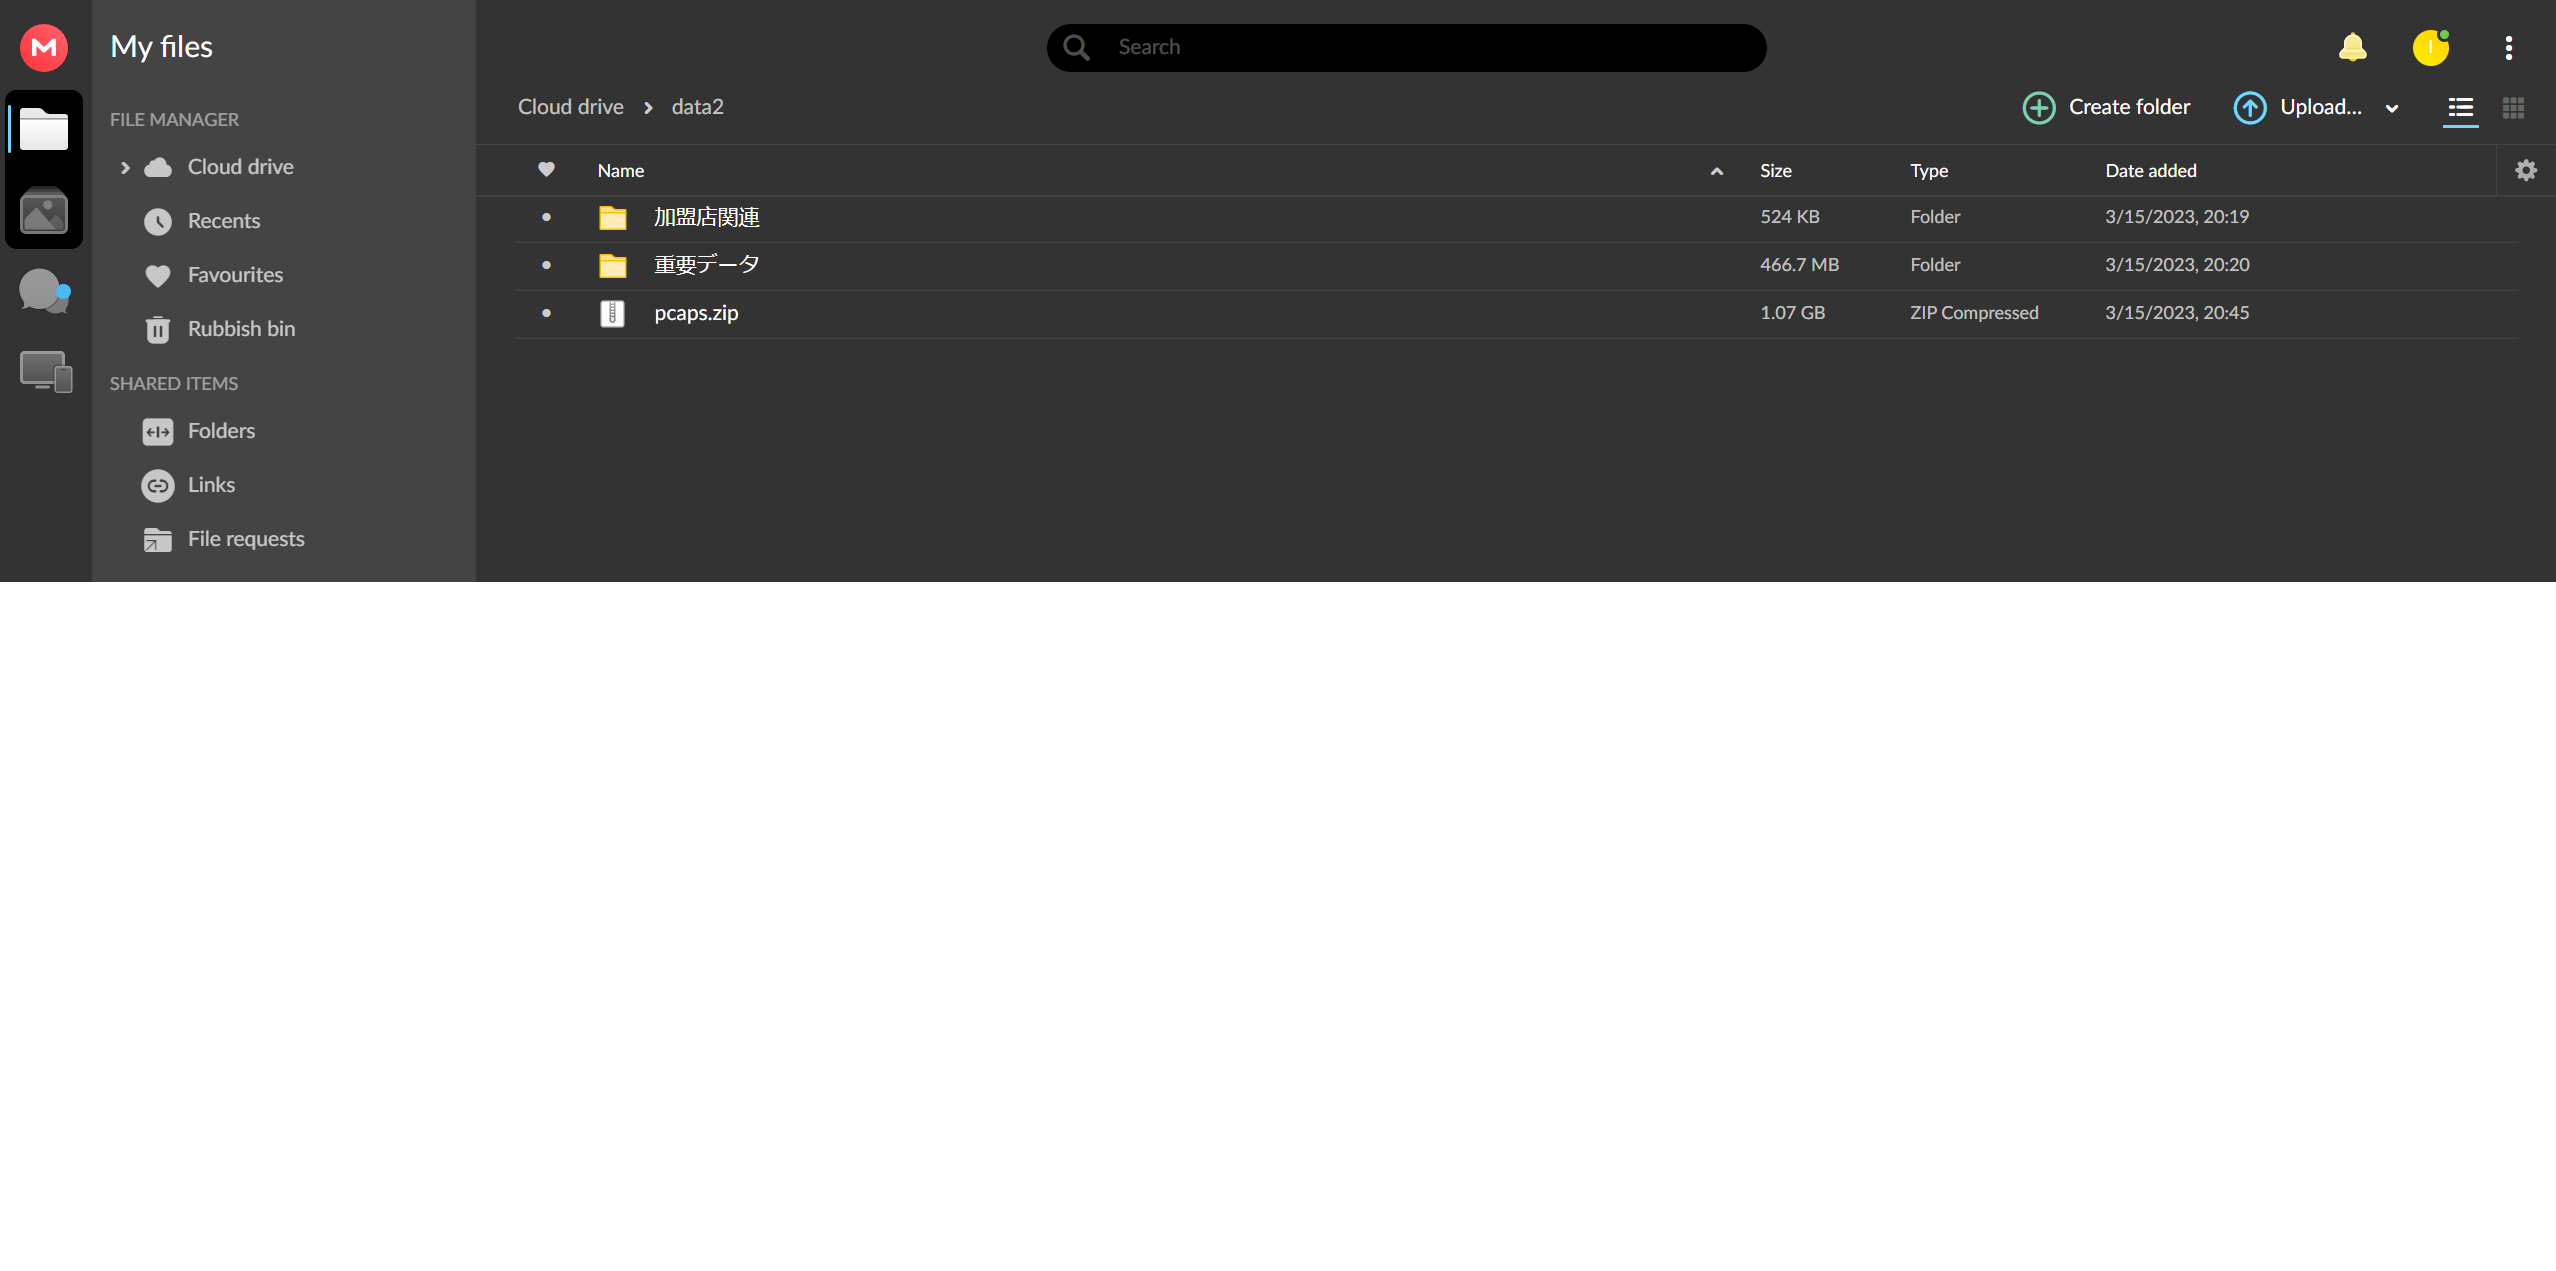 My files
Search
FILE MANAGER
Cloud drive
Recents
Favourites
Rubbish bin
SHARED ITEMS
Folders
Links
File requests
Cloud drive > data2
Create folder
Upload...
Name Size Type Date added
加盟店関連 524 KB Folder 3/15/2023, 20:19
重要データ 466.7 MB Folder 3/15/2023, 20:20
pcaps.zip 1.07 GB ZIP Compressed 3/15/2023, 20:45